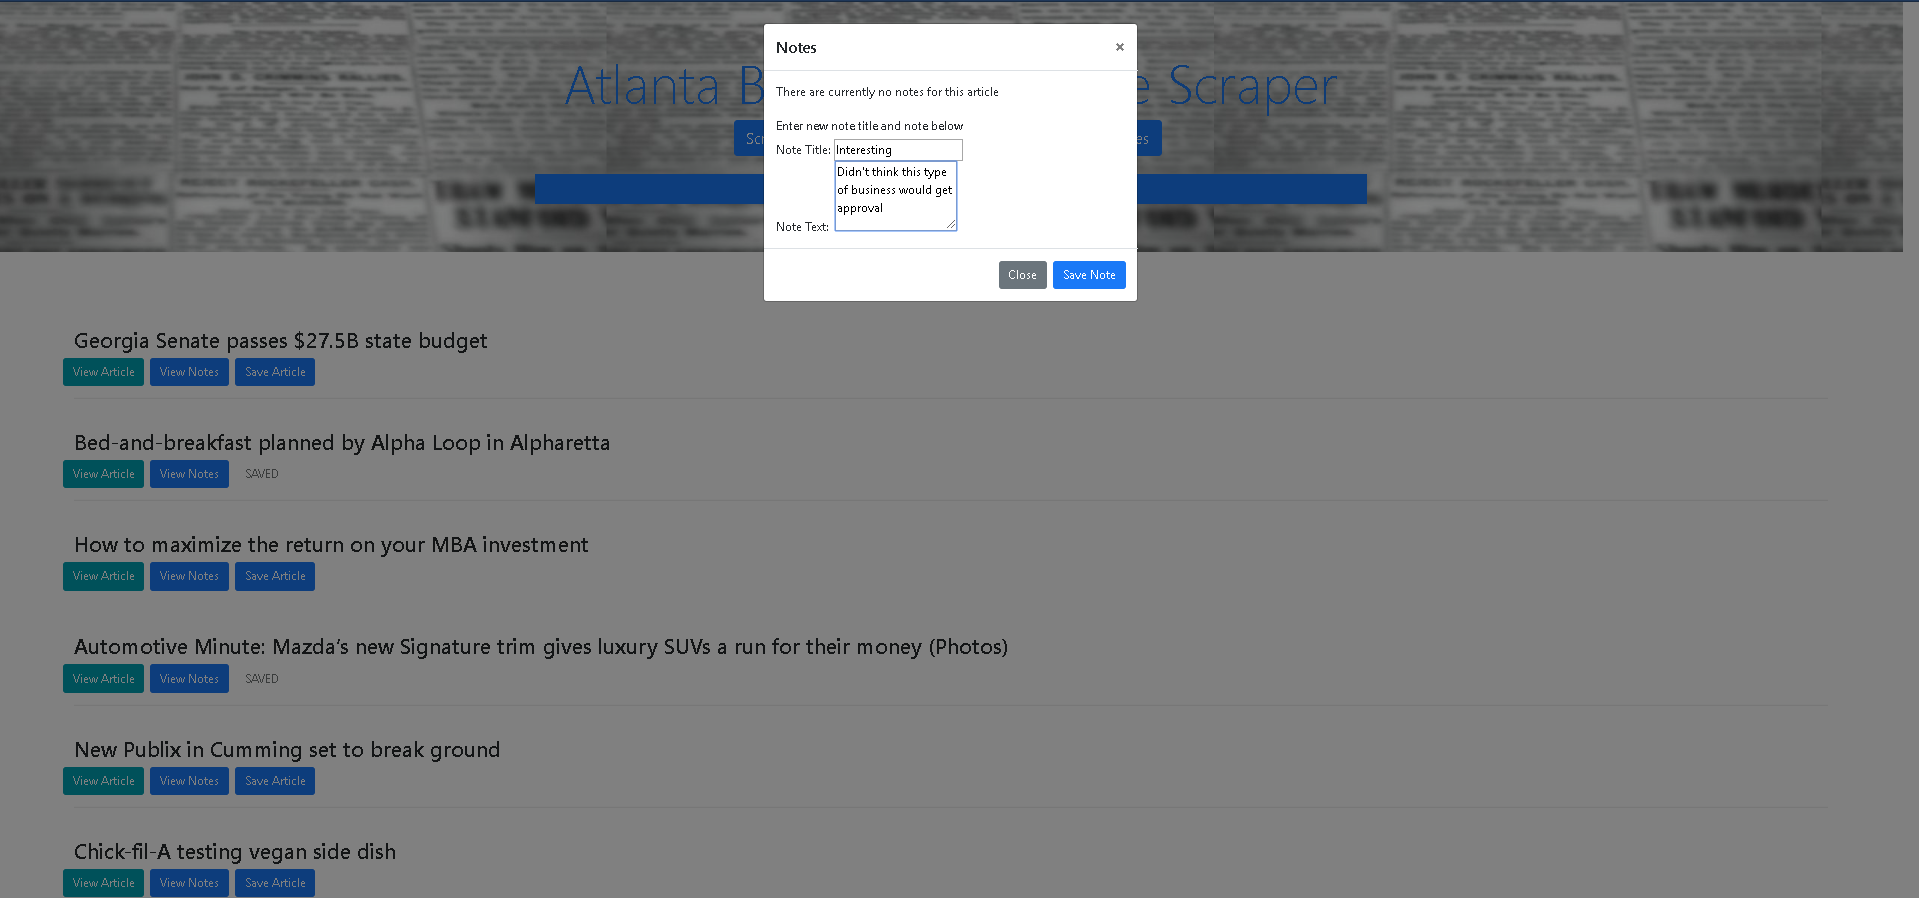 Notes ×
There are currently no notes for this article
Enter new note title and note below
Note Title: Interesting
Didn't think this type
of business would get
approval
Note Text:
Close Save Note
Atlanta B e Scraper
Sc es
Georgia Senate passes $27.5B state budget
View Article View Notes Save Article
Bed-and-breakfast planned by Alpha Loop in Alpharetta
View Article View Notes SAVED
How to maximize the return on your MBA investment
View Article View Notes Save Article
Automotive Minute: Mazda’s new Signature trim gives luxury SUVs a run for their money (Photos)
View Article View Notes SAVED
New Publix in Cumming set to break ground
View Article View Notes Save Article
Chick-fil-A testing vegan side dish
View Article View Notes Save Article